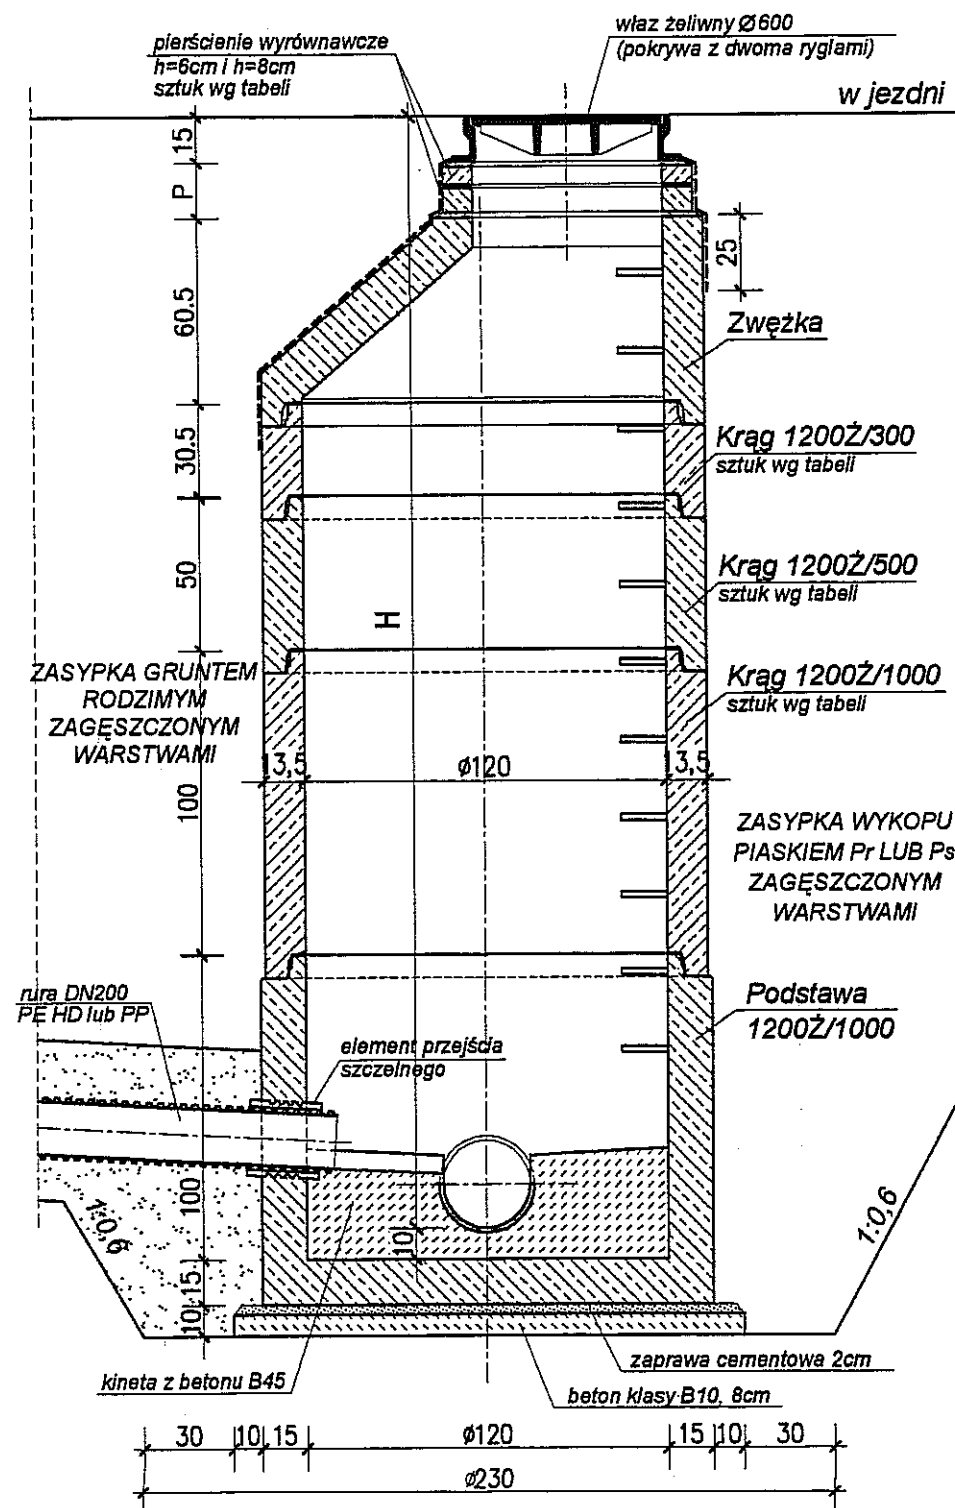 właz żeliwny Ø600
(pokrywa z dwoma ryglami)
pierścienie wyrównawcze
h=6cm i h=8cm
sztuk wg tabeli
w jezdni
15
P
25
60.5
Zwężka
30.5
Krąg 1200Ż/300
sztuk wg tabeli
50
Krąg 1200Ż/500
sztuk wg tabeli
H
ZASYPKA GRUNTEM
RODZIMYM
ZAGĘSZCZONYM
WARSTWAMI
Krąg 1200Ż/1000
sztuk wg tabeli
13,5
ø120
13,5
100
ZASYPKA WYKOPU
PIASKIEM Pr LUB Ps
ZAGĘSZCZONYM
WARSTWAMI
rura DN200
PE HD lub PP
Podstawa
1200Ż/1000
element przejścia
szczelnego
100
1:0,6
1:0,6
10
15
10
zaprawa cementowa 2cm
kineta z betonu B45
beton klasy B10, 8cm
30
10
15
ø120
15
10
30
ø230